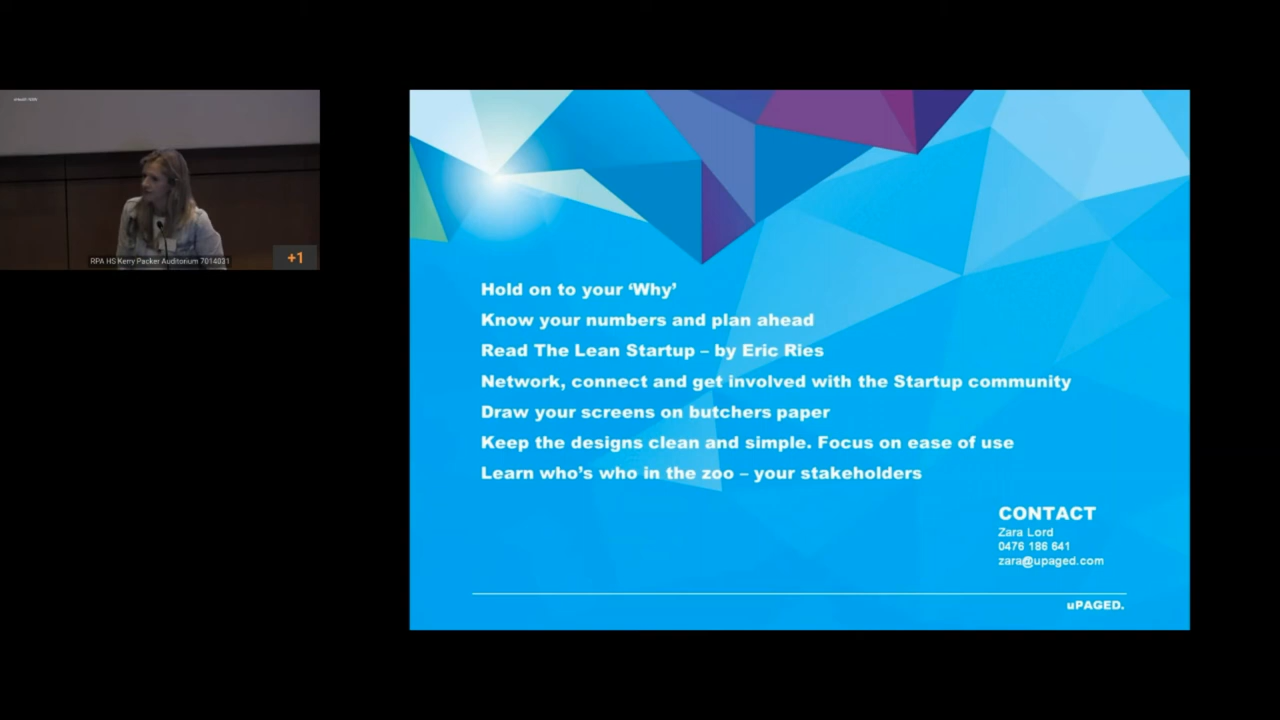 RPA HS Kerry Packer Auditorium 7014031
+1
Hold on to your ‘Why’
Know your numbers and plan ahead
Read The Lean Startup – by Eric Ries
Network, connect and get involved with the Startup community
Draw your screens on butchers paper
Keep the designs clean and simple. Focus on ease of use
Learn who’s who in the zoo – your stakeholders
CONTACT
Zara Lord
0476 186 641
zara@upaged.com
uPAGED.